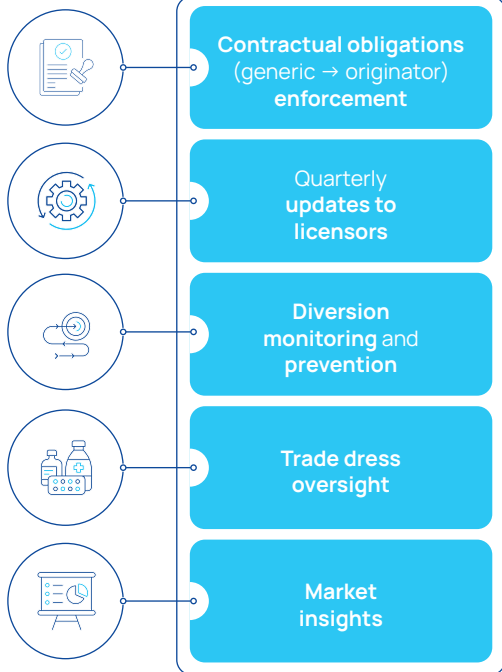 Contractual obligations
(generic → originator)
enforcement
Quarterly
updates to
licensors
Diversion
monitoring and
prevention
Trade dress
oversight
Market
insights